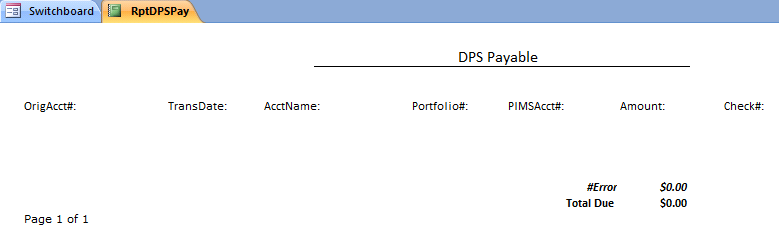 Switchboard RptDPSPay
DPS Payable
OrigAcct#: TransDate: AcctName: Portfolio#: PIMSAcct#: Amount: Check#:
#Error $0.00
Total Due $0.00
Page 1 of 1